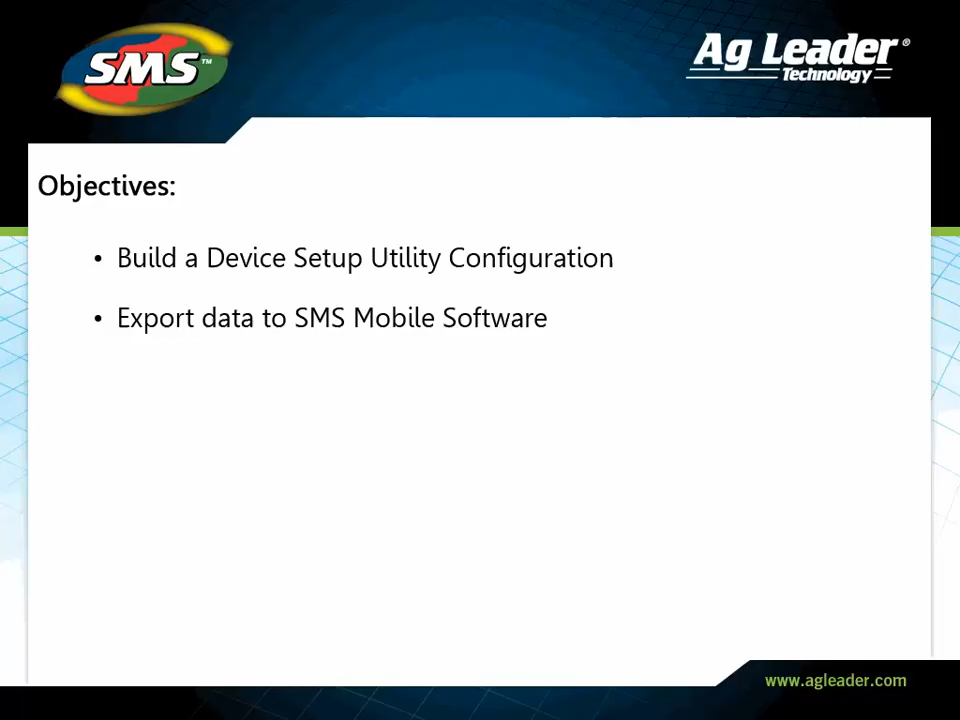 SMS™
Ag Leader®
Technology
Objectives:
• Build a Device Setup Utility Configuration
• Export data to SMS Mobile Software
www.agleader.com